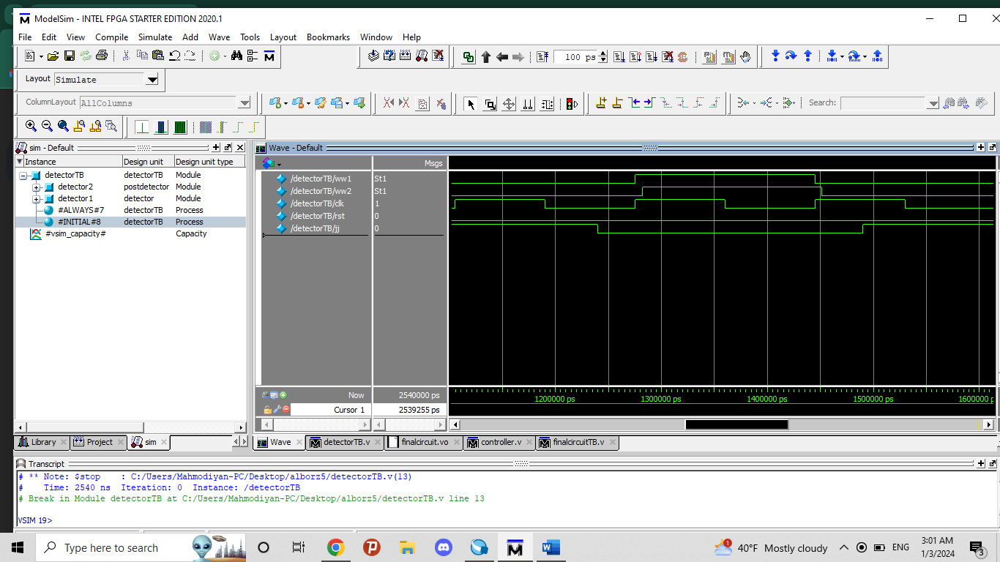 ModelSim - INTEL FPGA STARTER EDITION 2020.1
File Edit View Compile Simulate Add Wave Tools Layout Bookmarks Window Help
100 ps
Layout Simulate
ColumnLayout AllColumns
Search:
sim - Default
Instance Design unit Design unit type
detectorTB detectorTB Module
detector2 postdetector Module
detector1 detector Module
#ALWAYS#7 detectorTB Process
#INITIAL#8 detectorTB Process
#vsim_capacity# Capacity
Wave - Default
Msgs
/detectorTB/ww1 St1
/detectorTB/ww2 St1
/detectorTB/clk 1
/detectorTB/rst 0
/detectorTB/jj 0
Now 2540000 ps
Cursor 1 2539255 ps
1200000 ps 1300000 ps 1400000 ps 1500000 ps 1600000 p
Library Project sim
Wave detectorTB.v finalcircuit.vo controller.v finalcircuitTB.v
Transcript
# ** Note: $stop : C:/Users/Mahmodiyan-PC/Desktop/alborz5/detectorTB.v(13)
# Time: 2540 ns Iteration: 0 Instance: /detectorTB
# Break in Module detectorTB at C:/Users/Mahmodiyan-PC/Desktop/alborz5/detectorTB.v line 13
VSIM 19>
Type here to search
1
40°F Mostly cloudy
ENG
3:01 AM
1/3/2024
3